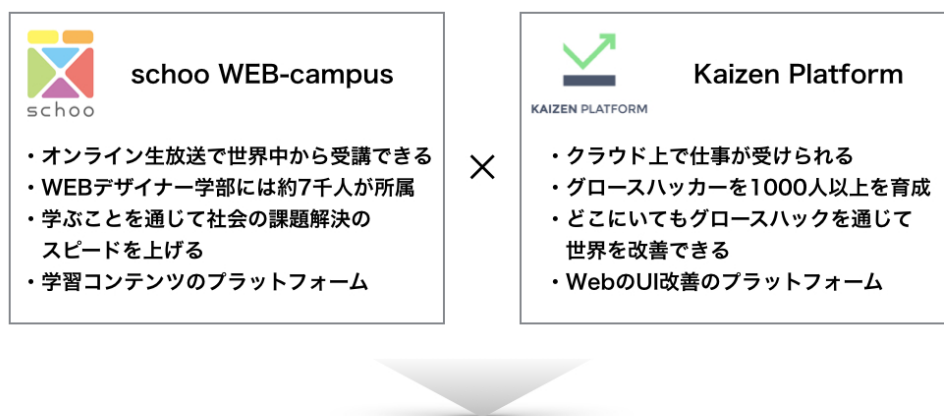 schoo
schoo WEB-campus
・オンライン生放送で世界中から受講できる
・WEBデザイナー学部には約7千人が所属
・学ぶことを通じて社会の課題解決の
スピードを上げる
・学習コンテンツのプラットフォーム
×
KAIZEN PLATFORM
Kaizen Platform
・クラウド上で仕事が受けられる
・グロースハッカーを1000人以上を育成
・どこにいてもグロースハックを通じて
世界を改善できる
・WebのUI改善のプラットフォーム